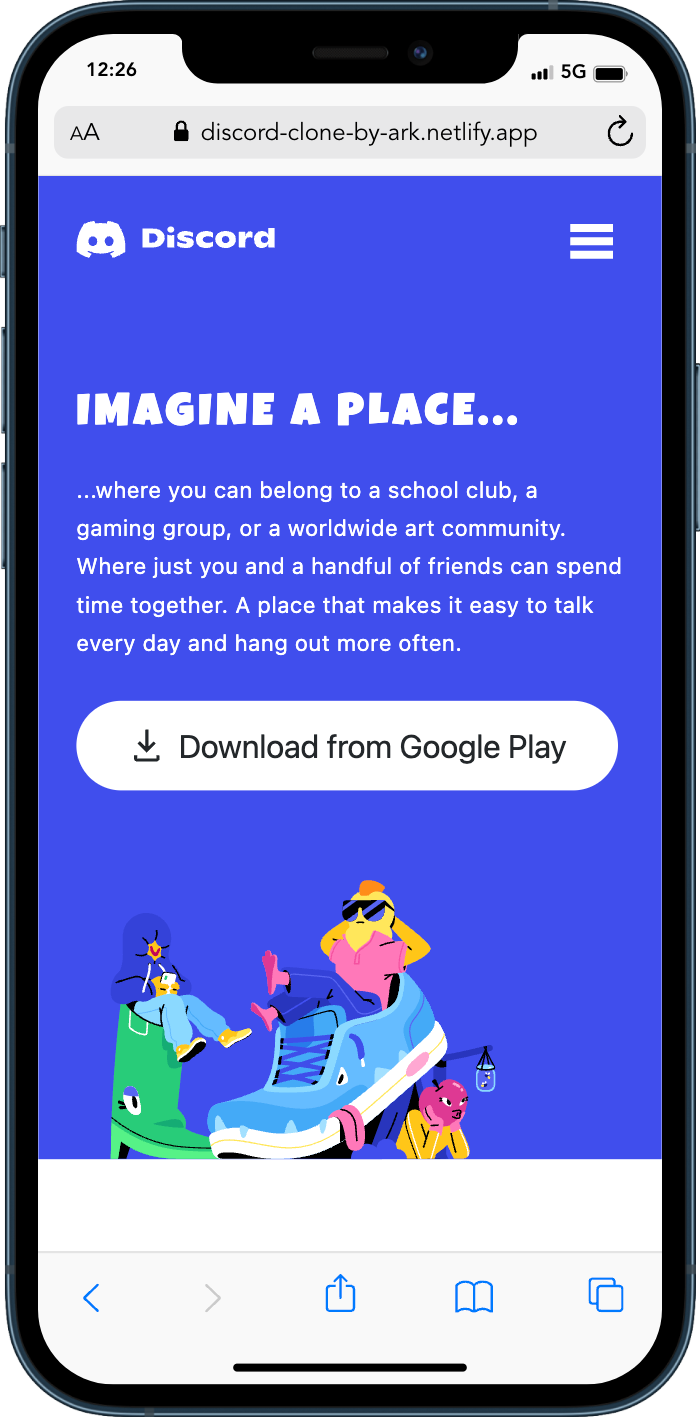 12:26
5G
AA
discord-clone-by-ark.netlify.app
Discord
IMAGINE A PLACE...
...where you can belong to a school club, a
gaming group, or a worldwide art community.
Where just you and a handful of friends can spend
time together. A place that makes it easy to talk
every day and hang out more often.
Download from Google Play